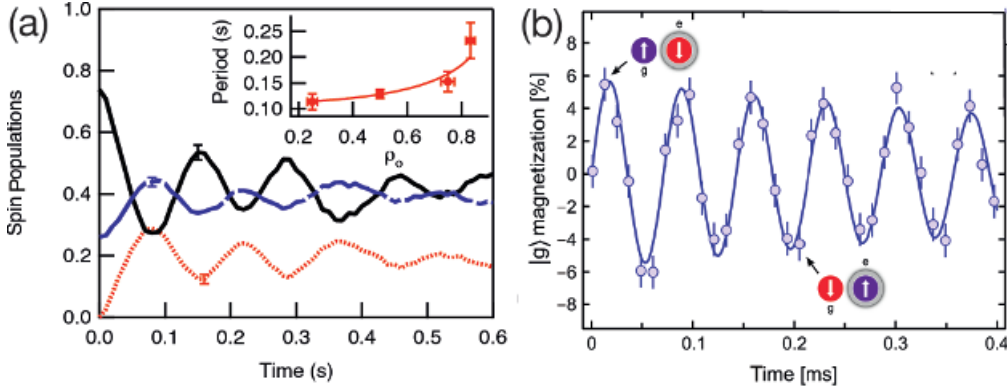 (a)
Spin Populations
1.0
0.8
0.6
0.4
0.2
0.0
0.0 0.1 0.2 0.3 0.4 0.5 0.6
Time (s)
Period (s)
0.25
0.20
0.15
0.10
0.2 0.4 0.6 0.8
ρo
(b)
|g⟩ magnetization [%]
8
6
4
2
0
−2
−4
−6
−8
0 0.1 0.2 0.3 0.4
Time [ms]
e
g
e
g